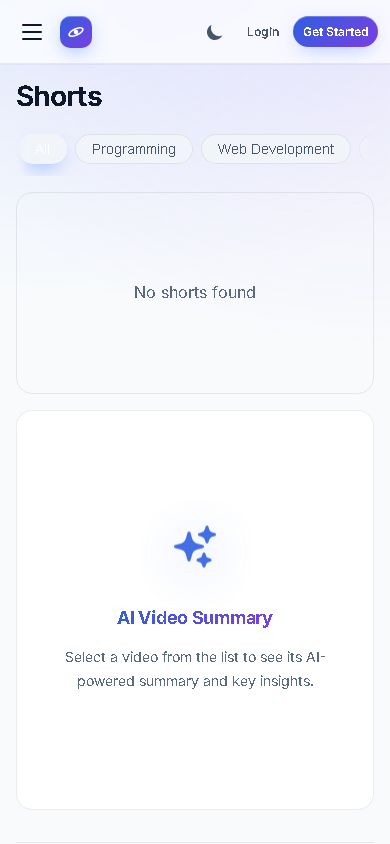 Login
Get Started
Shorts
All
Programming
Web Development
No shorts found
AI Video Summary
Select a video from the list to see its AI-
powered summary and key insights.